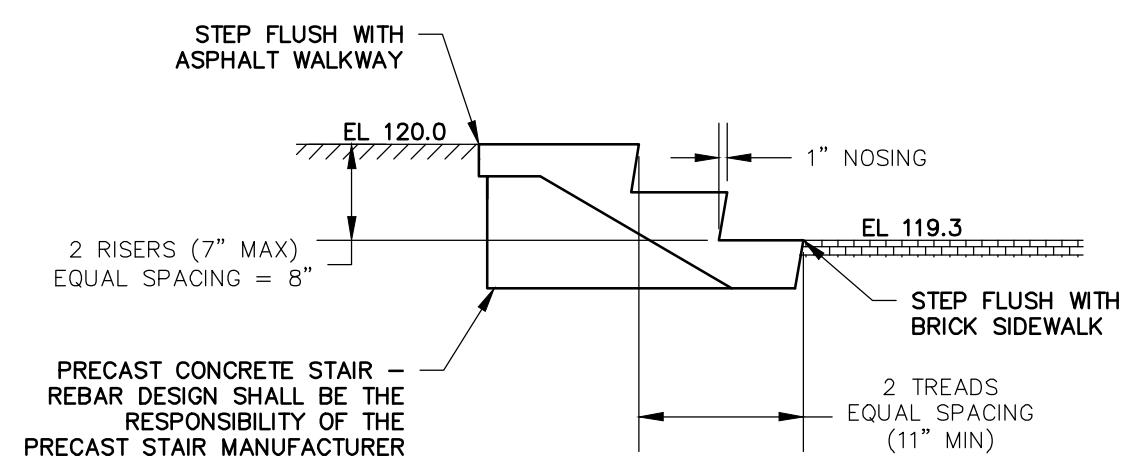 STEP FLUSH WITH
ASPHALT WALKWAY
EL 120.0
1” NOSING
EL 119.3
2 RISERS (7” MAX)
EQUAL SPACING = 8”
STEP FLUSH WITH
BRICK SIDEWALK
PRECAST CONCRETE STAIR –
REBAR DESIGN SHALL BE THE
RESPONSIBILITY OF THE
PRECAST STAIR MANUFACTURER
2 TREADS
EQUAL SPACING
(11” MIN)